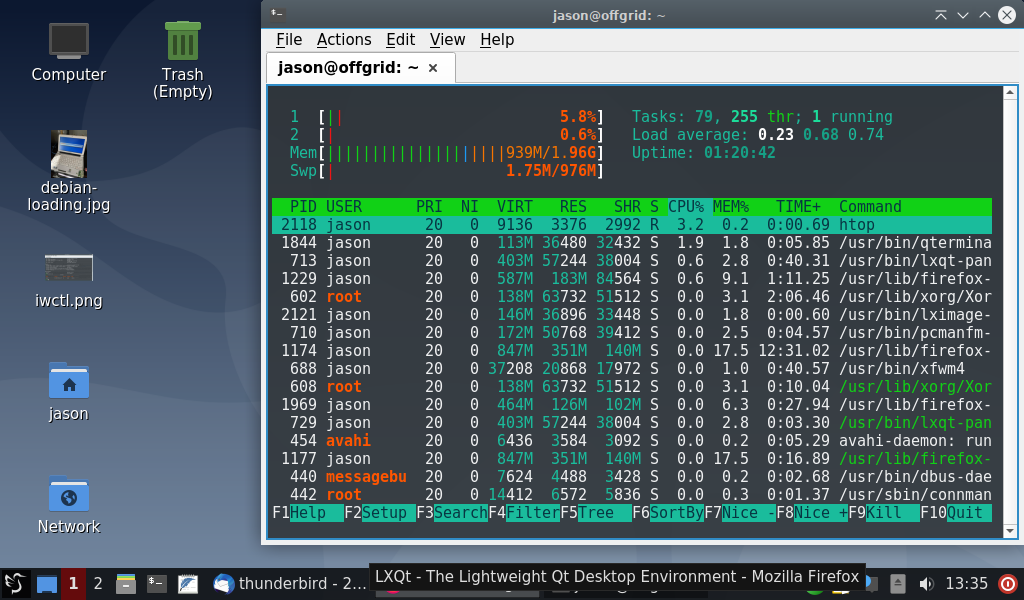 Computer
Trash
(Empty)
debian-
loading.jpg
iwctl.png
jason
Network
jason@offgrid: ~
File Actions Edit View Help
jason@offgrid: ~ ×
1 [|| 5.8%] Tasks: 79, 255 thr; 1 running
2 [| 0.6%] Load average: 0.23 0.68 0.74
Mem[||||||||||||||||||||939M/1.96G] Uptime: 01:20:42
Swp[| 1.75M/976M]
PID USER PRI NI VIRT RES SHR S CPU% MEM% TIME+ Command
2118 jason 20 0 9136 3376 2992 R 3.2 0.2 0:00.69 htop
1844 jason 20 0 113M 36480 32432 S 1.9 1.8 0:05.85 /usr/bin/qtermina
713 jason 20 0 403M 57244 38004 S 0.6 2.8 0:40.31 /usr/bin/lxqt-pan
1229 jason 20 0 587M 183M 84564 S 0.6 9.1 1:11.25 /usr/lib/firefox-
602 root 20 0 138M 63732 51512 S 0.0 3.1 2:06.46 /usr/lib/xorg/Xor
2121 jason 20 0 146M 36896 33448 S 0.0 1.8 0:00.60 /usr/bin/lximage-
710 jason 20 0 172M 50768 39412 S 0.0 2.5 0:04.57 /usr/bin/pcmanfm-
1174 jason 20 0 847M 351M 140M S 0.0 17.5 12:31.02 /usr/lib/firefox-
688 jason 20 0 37208 20868 17972 S 0.0 1.0 0:40.57 /usr/bin/xfwm4
608 root 20 0 138M 63732 51512 S 0.0 3.1 0:10.04 /usr/lib/xorg/Xor
1969 jason 20 0 464M 126M 102M S 0.0 6.3 0:27.94 /usr/lib/firefox-
729 jason 20 0 403M 57244 38004 S 0.0 2.8 0:03.30 /usr/bin/lxqt-pan
454 avahi 20 0 6436 3584 3092 S 0.0 0.2 0:05.29 avahi-daemon: run
1177 jason 20 0 847M 351M 140M S 0.0 17.5 0:16.89 /usr/lib/firefox-
440 messagebu 20 0 7624 4488 3428 S 0.0 0.2 0:02.68 /usr/bin/dbus-dae
442 root 20 0 14412 6572 5836 S 0.0 0.3 0:01.37 /usr/sbin/connman
F1Help F2Setup F3SearchF4FilterF5Tree F6SortByF7Nice -F8Nice +F9Kill F10Quit
LXQt - The Lightweight Qt Desktop Environment - Mozilla Firefox
1 2 thunderbird - 2... 13:35